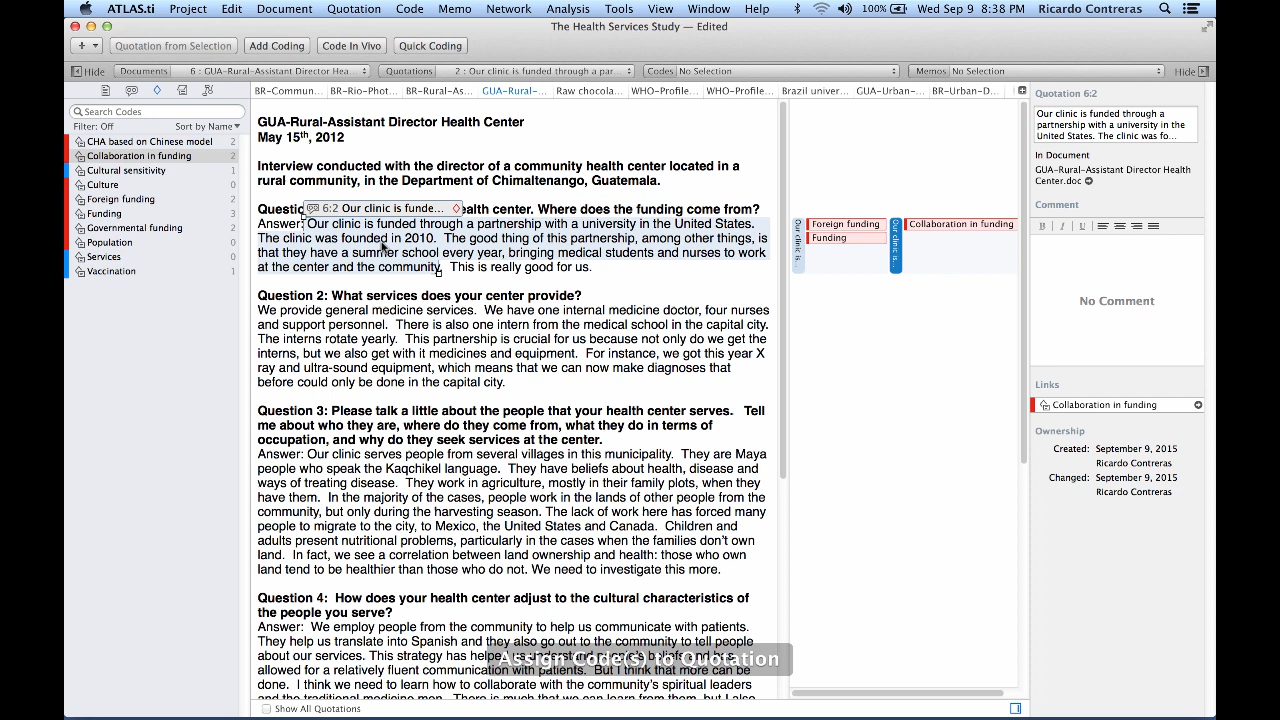 ATLAS.ti Project Edit Document Quotation Code Memo Network Analysis Tools View Window Help 100% Wed Sep 9 8:38 PM Ricardo Contreras
The Health Services Study — Edited
Quotation from Selection Add Coding Code In Vivo Quick Coding
Hide Documents 6 : GUA-Rural-Assistant Director Hea... Quotations 2 : Our clinic is funded through a par... Codes No Selection Memos No Selection Hide
BR-Commun... BR-Rio-Phot... BR-Rural-As... GUA-Rural-... Raw chocola... WHO-Profile... WHO-Profile... Brazil univer... GUA-Urban-... BR-Urban-D...
Search Codes
Filter: Off Sort by Name
CHA based on Chinese model 2
Collaboration in funding 2
Cultural sensitivity 1
Culture 0
Foreign funding 2
Funding 3
Governmental funding 2
Population 0
Services 0
Vaccination 1
GUA-Rural-Assistant Director Health Center
May 15th, 2012
Interview conducted with the director of a community health center located in a
rural community, in the Department of Chimaltenango, Guatemala.
Questio 6:2 Our clinic is funde... ealth center. Where does the funding come from?
Answer: Our clinic is funded through a partnership with a university in the United States.
The clinic was founded in 2010. The good thing of this partnership, among other things, is
that they have a summer school every year, bringing medical students and nurses to work
at the center and the community. This is really good for us.
Question 2: What services does your center provide?
We provide general medicine services. We have one internal medicine doctor, four nurses
and support personnel. There is also one intern from the medical school in the capital city.
The interns rotate yearly. This partnership is crucial for us because not only do we get the
interns, but we also get with it medicines and equipment. For instance, we got this year X
ray and ultra-sound equipment, which means that we can now make diagnoses that
before could only be done in the capital city.
Question 3: Please talk a little about the people that your health center serves. Tell
me about who they are, where do they come from, what they do in terms of
occupation, and why do they seek services at the center.
Answer: Our clinic serves people from several villages in this municipality. They are Maya
people who speak the Kaqchikel language. They have beliefs about health, disease and
ways of treating disease. They work in agriculture, mostly in their family plots, when they
have them. In the majority of the cases, people work in the lands of other people from the
community, but only during the harvesting season. The lack of work here has forced many
people to migrate to the city, to Mexico, the United States and Canada. Children and
adults present nutritional problems, particularly in the cases when the families don't own
land. In fact, we see a correlation between land ownership and health: those who own
land tend to be healthier than those who do not. We need to investigate this more.
Question 4: How does your health center adjust to the cultural characteristics of
the people you serve?
Answer: We employ people from the community to help us communicate with patients.
They help us translate into Spanish and they also go out to the community to tell people
about our services. This strategy has helpe
allowed for a relatively fluent communication with patients. But I think that more can be
done. I think we need to learn how to collaborate with the community's spiritual leaders
Assign Code(s) to Quotation
Show All Quotations
Our clinic is... Foreign funding
Funding
Our clinic is... Collaboration in funding
Quotation 6:2
Our clinic is funded through a
partnership with a university in the
United States. The clinic was fo...
In Document
GUA-Rural-Assistant Director Health
Center.doc
Comment
B I U
No Comment
Links
Collaboration in funding
Ownership
Created: September 9, 2015
Ricardo Contreras
Changed: September 9, 2015
Ricardo Contreras